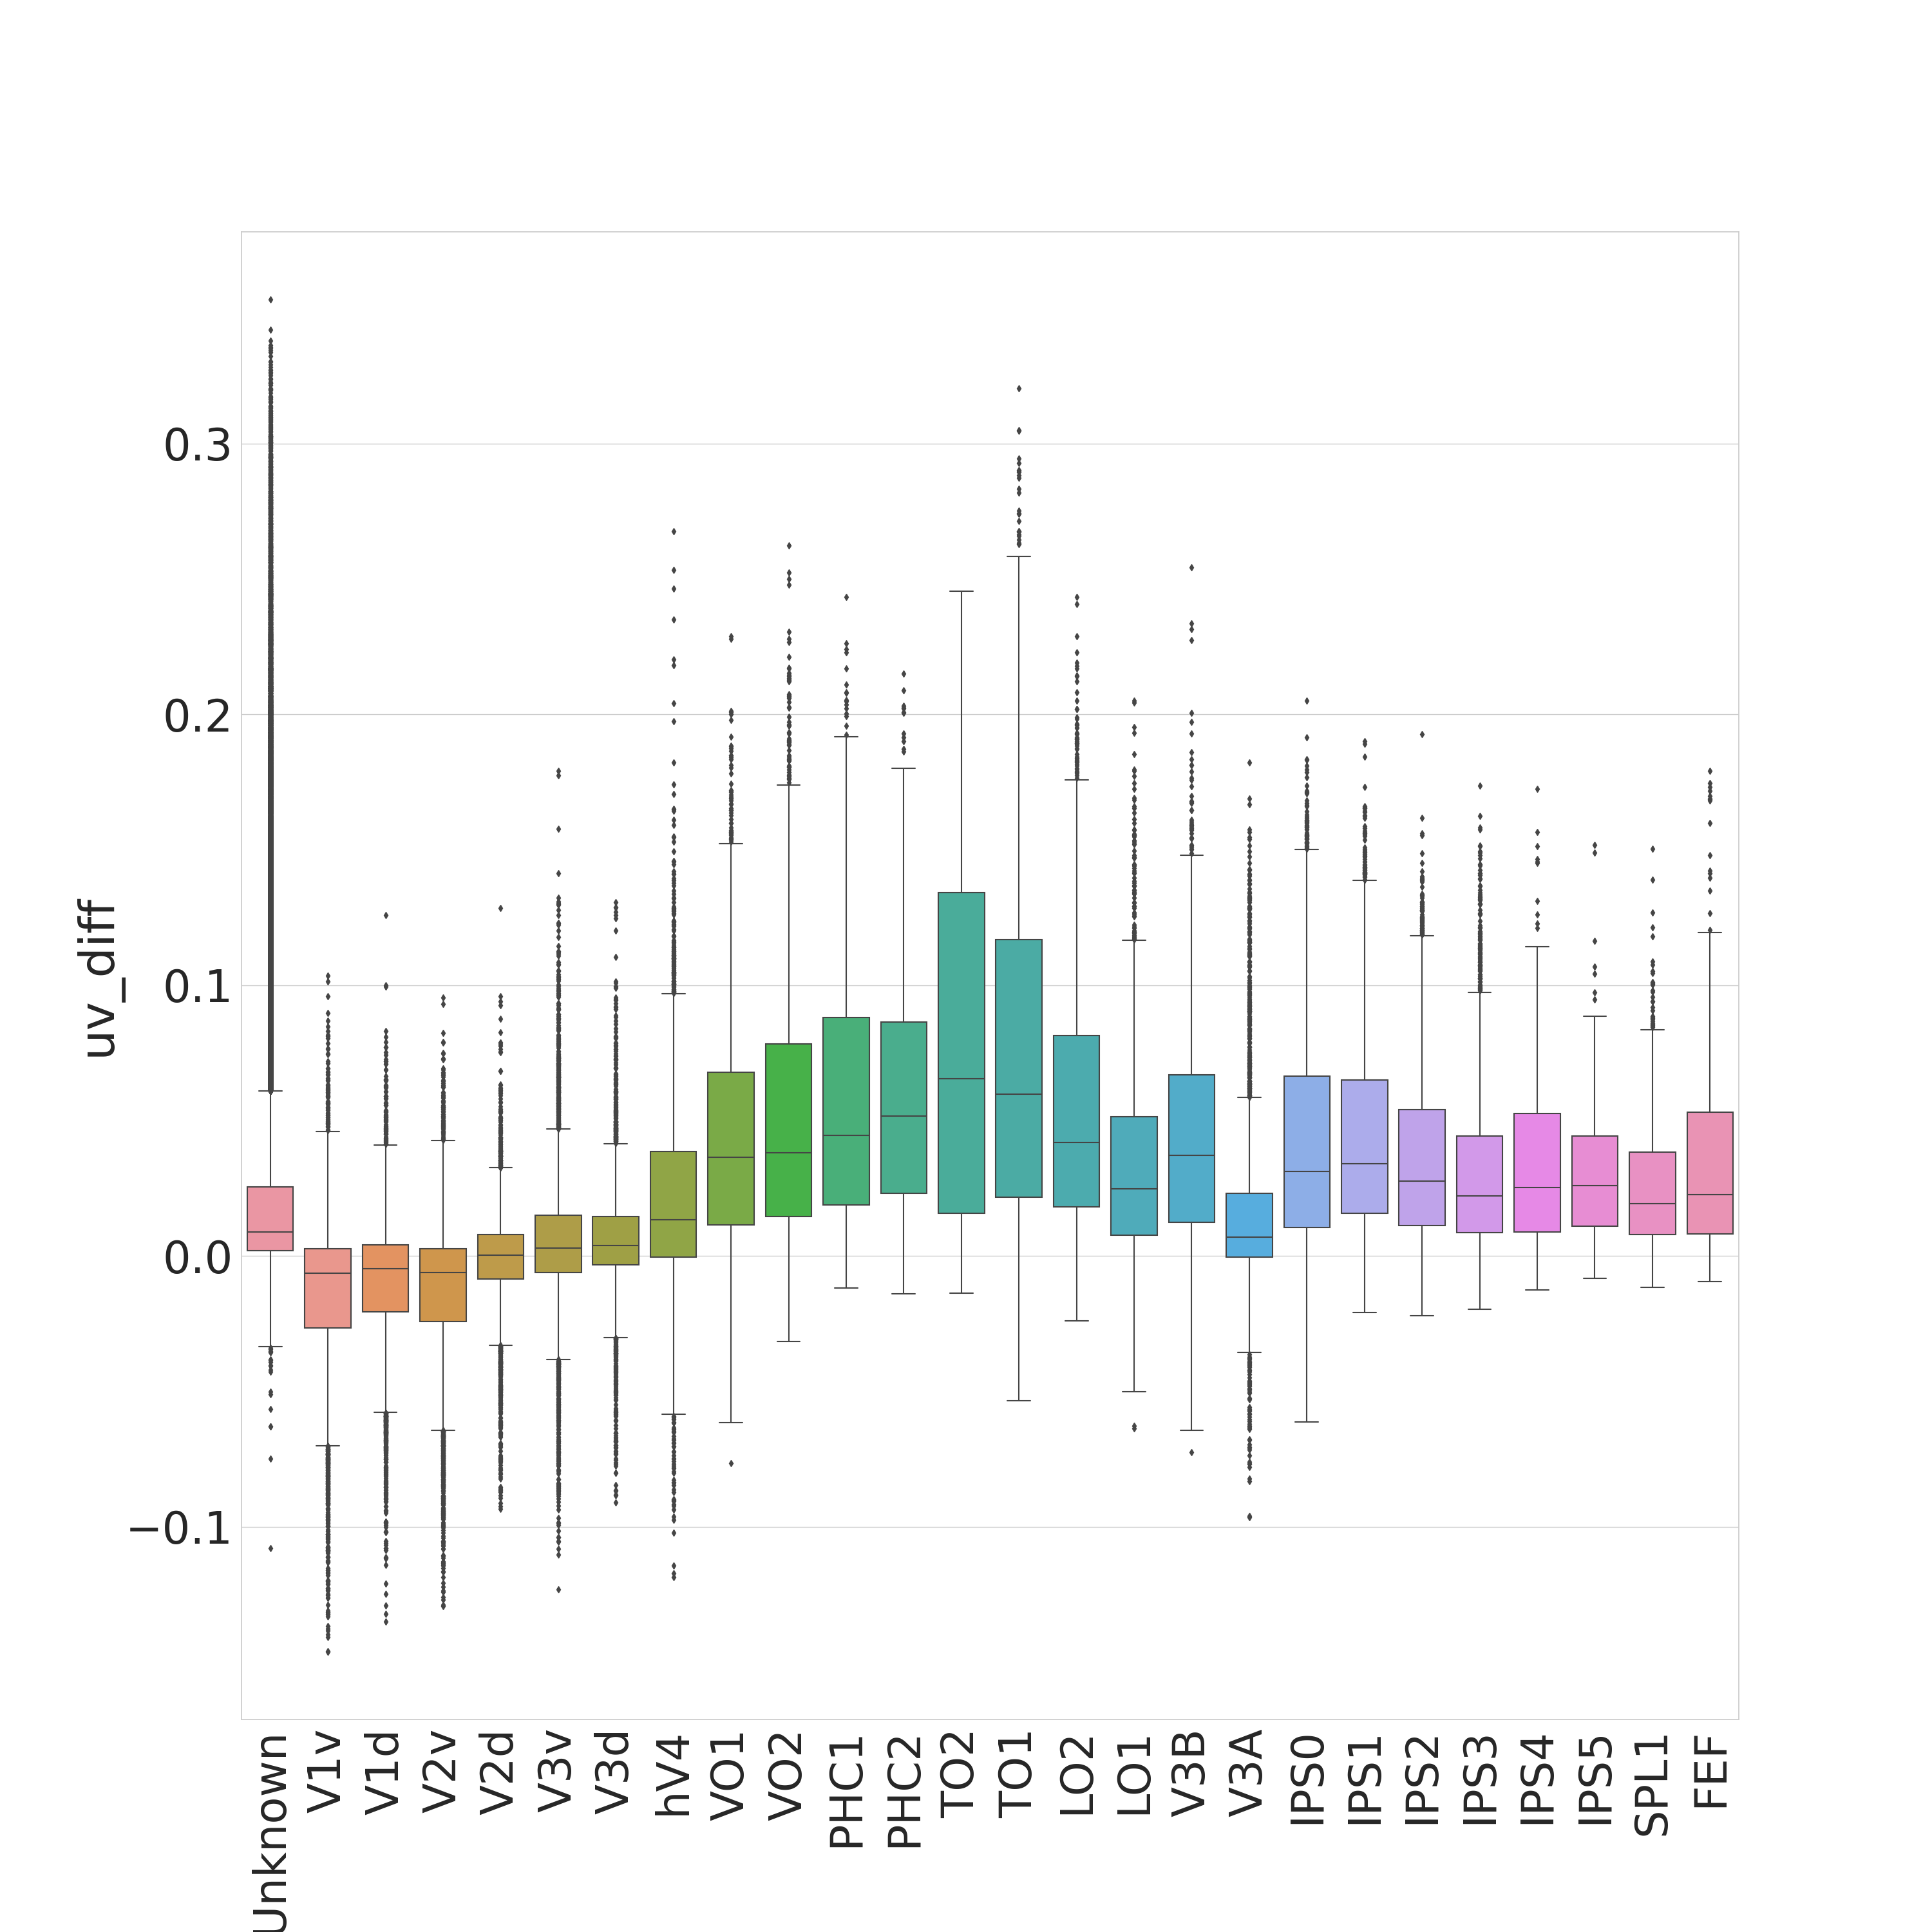 uv_diff
0.3
0.2
0.1
0.0
−0.1
Unknown
V1v
V1d
V2v
V2d
V3v
V3d
hV4
VO1
VO2
PHC1
PHC2
TO2
TO1
LO2
LO1
V3B
V3A
IPS0
IPS1
IPS2
IPS3
IPS4
IPS5
SPL1
FEF